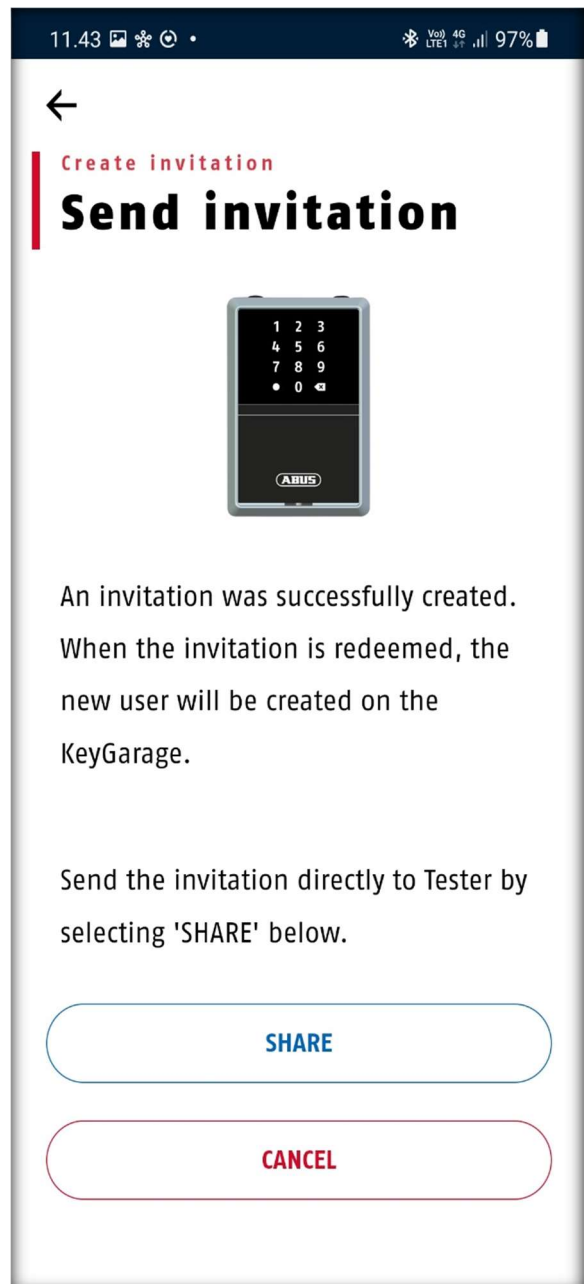 11.43
Vo)) 4G 97%
LTE1
Create invitation
Send invitation
1 2 3
4 5 6
7 8 9
0
ABUS
An invitation was successfully created.
When the invitation is redeemed, the
new user will be created on the
KeyGarage.
Send the invitation directly to Tester by
selecting 'SHARE' below.
SHARE
CANCEL